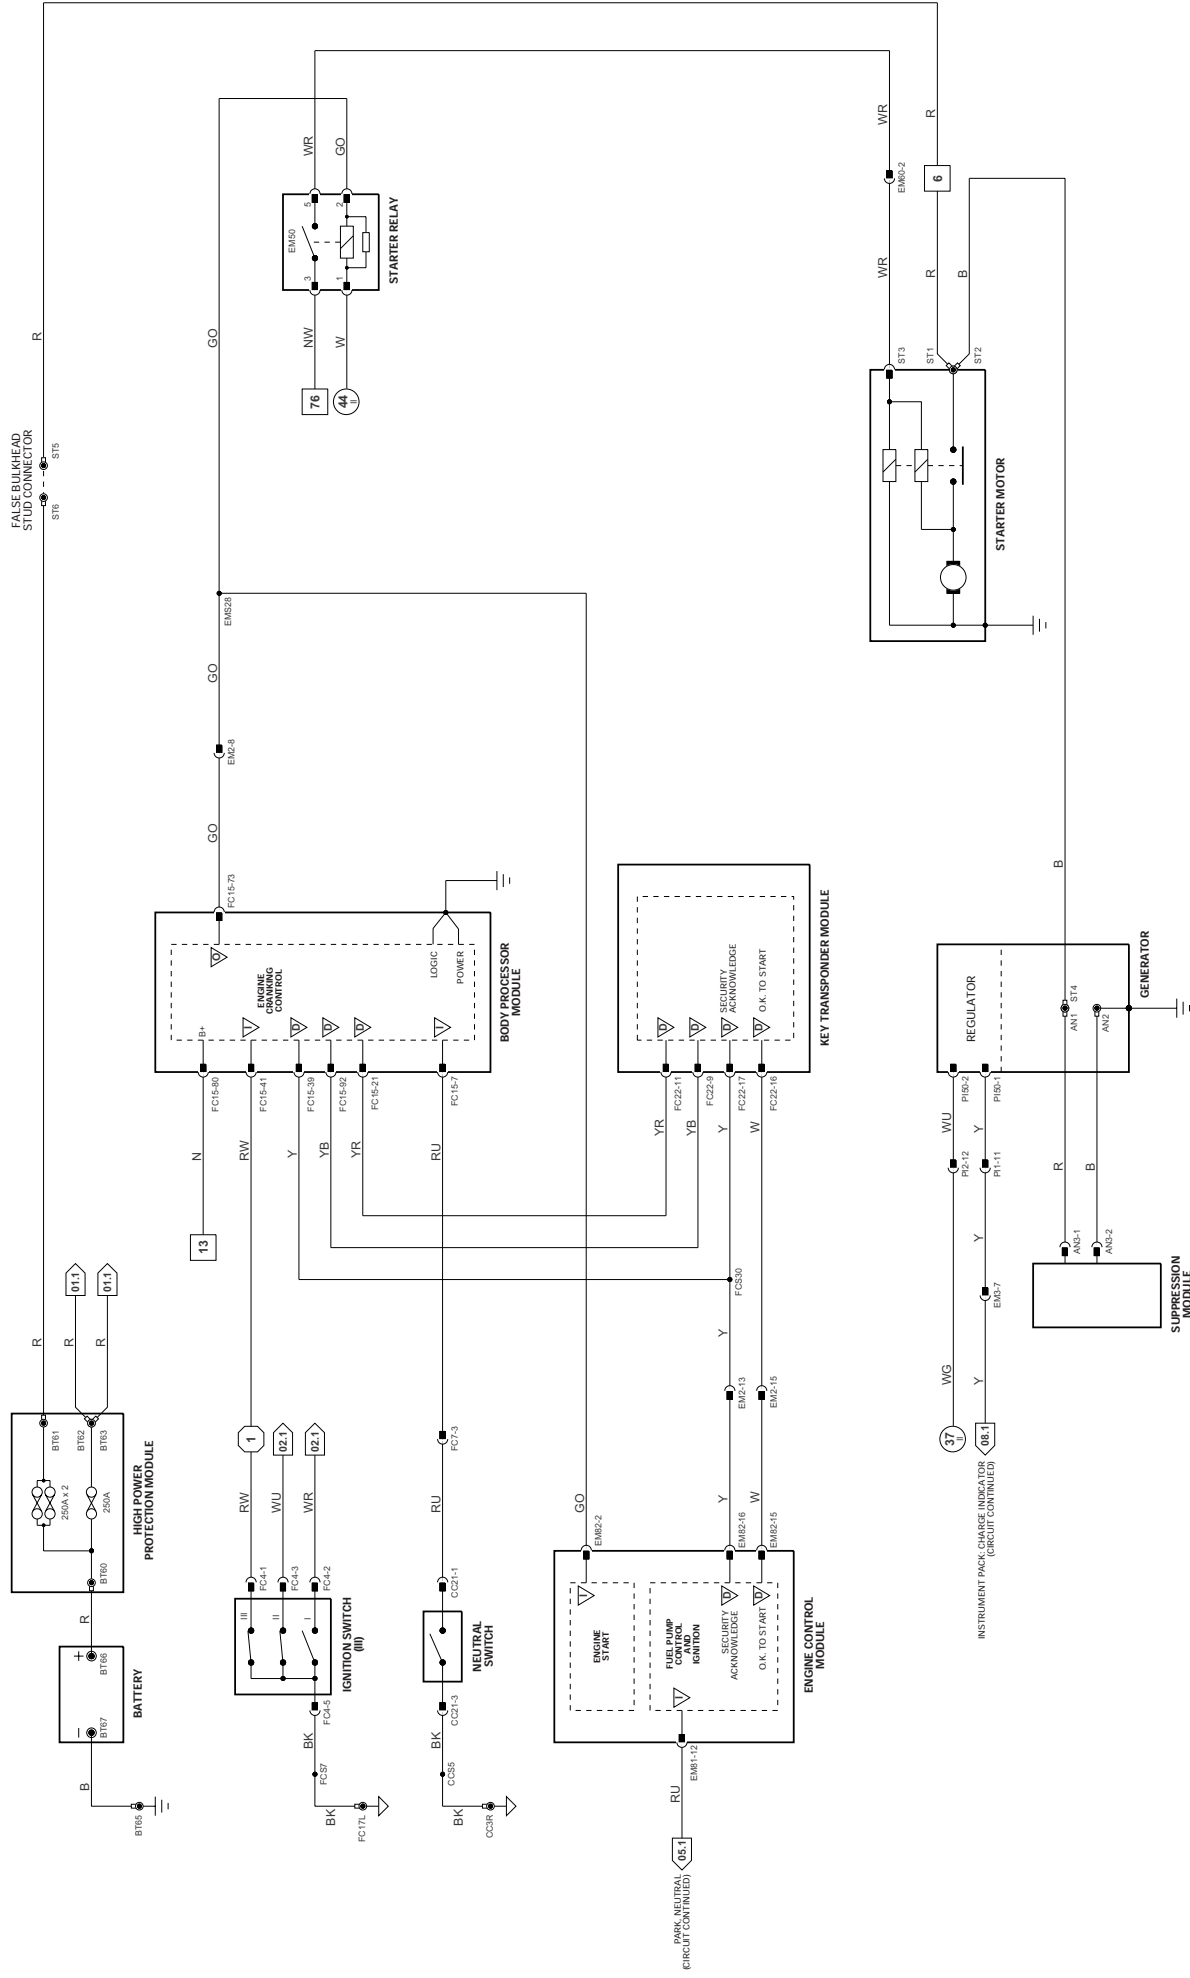 R
FALSE BULKHEAD
STUD CONNECTOR
ST6
ST5
R
01.1
01.1
R
R
R
BT61
BT62
BT63
250A x 2
250A
BT60
HIGH POWER
PROTECTION MODULE
R
+
BT66
–
BT67
BATTERY
B
BT65
WR
GO
EM50
5
2
3
1
STARTER RELAY
NW
W
76
44
II
GO
EMS28
GO
EM2-8
GO
FC15-73
O
B+
ENGINE
CRANKING
CONTROL
LOGIC
POWER
I
D
D
D
I
BODY PROCESSOR
MODULE
FC15-80
FC15-41
FC15-39
FC15-92
FC15-21
FC15-7
N
RW
Y
YB
YR
RU
13
1
02.1
02.1
RW
WU
WR
FC4-1
FC4-3
FC4-2
III
II
I
IGNITION SWITCH
(III)
FC4-5
BK
FCS7
BK
FC17L
FC7-3
RU
CC21-1
NEUTRAL
SWITCH
CC21-3
BK
CCS5
BK
CC3R
KEY TRANSPONDER MODULE
SECURITY
ACKNOWLEDGE
O.K. TO START
D
D
D
D
FC22-11
FC22-9
FC22-17
FC22-16
YR
YB
Y
W
FCS30
Y
EM2-13
EM2-15
GO
Y
W
EM82-2
EM82-16
EM82-15
I
ENGINE
START
FUEL PUMP
CONTROL
AND
IGNITION
SECURITY
ACKNOWLEDGE
O.K. TO START
D
D
I
ENGINE CONTROL
MODULE
EM81-12
RU
05.1
PARK, NEUTRAL
(CIRCUIT CONTINUED)
WR
R
EM60-2
6
WR
R
B
ST3
ST1
ST2
STARTER MOTOR
B
GENERATOR
REGULATOR
ST4
AN1
AN2
PI50-2
PI50-1
WU
Y
PI2-12
PI1-11
R
B
Y
AN3-1
AN3-2
EM3-7
SUPPRESSION
MODULE
WG
Y
37
II
08.1
INSTRUMENT PACK: CHARGE INDICATOR
(CIRCUIT CONTINUED)